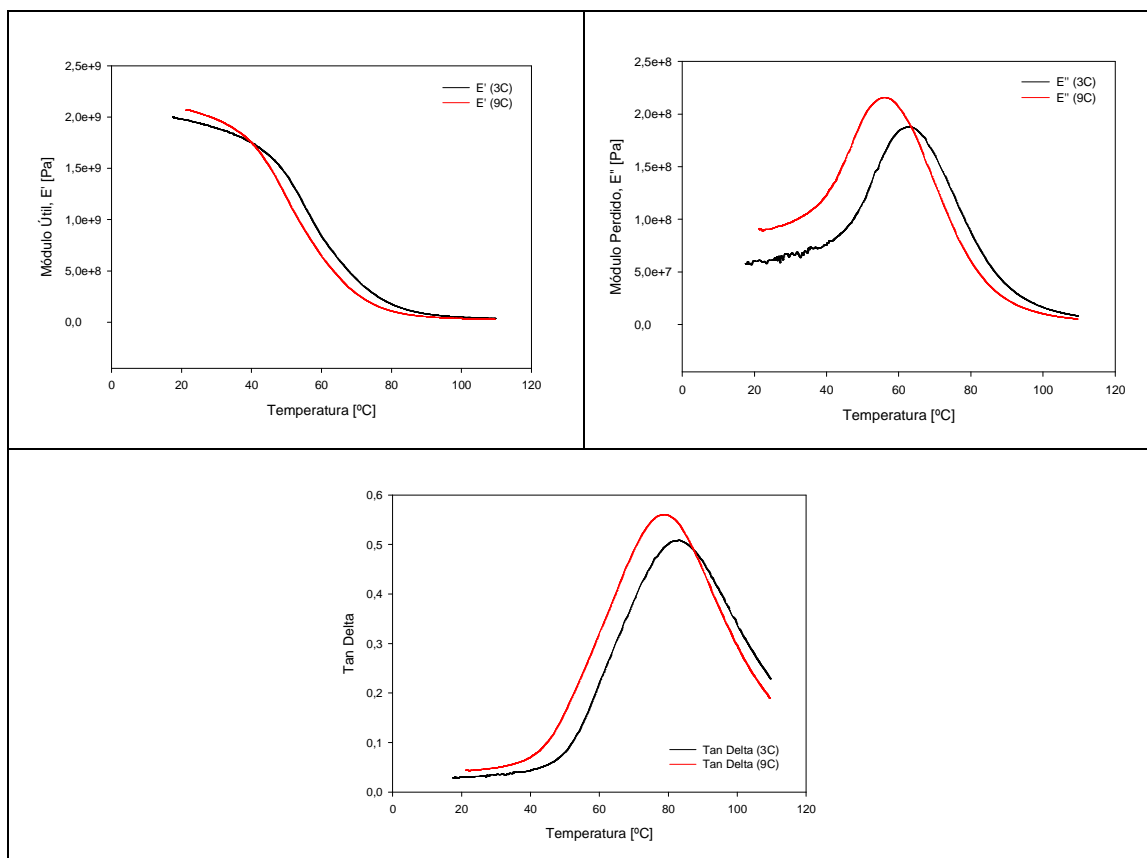 2,5e+9
2,0e+9
1,5e+9
1,0e+9
5,0e+8
0,0
Módulo Útil, E' [Pa]
E' (3C)
E' (9C)
0 20 40 60 80 100 120
Temperatura [ºC]
2,5e+8
2,0e+8
1,5e+8
1,0e+8
5,0e+7
0,0
Módulo Perdido, E'' [Pa]
E'' (3C)
E'' (9C)
0 20 40 60 80 100 120
Temperatura [ºC]
0,6
0,5
0,4
0,3
0,2
0,1
0,0
Tan Delta
Tan Delta (3C)
Tan Delta (9C)
0 20 40 60 80 100 120
Temperatura [ºC]